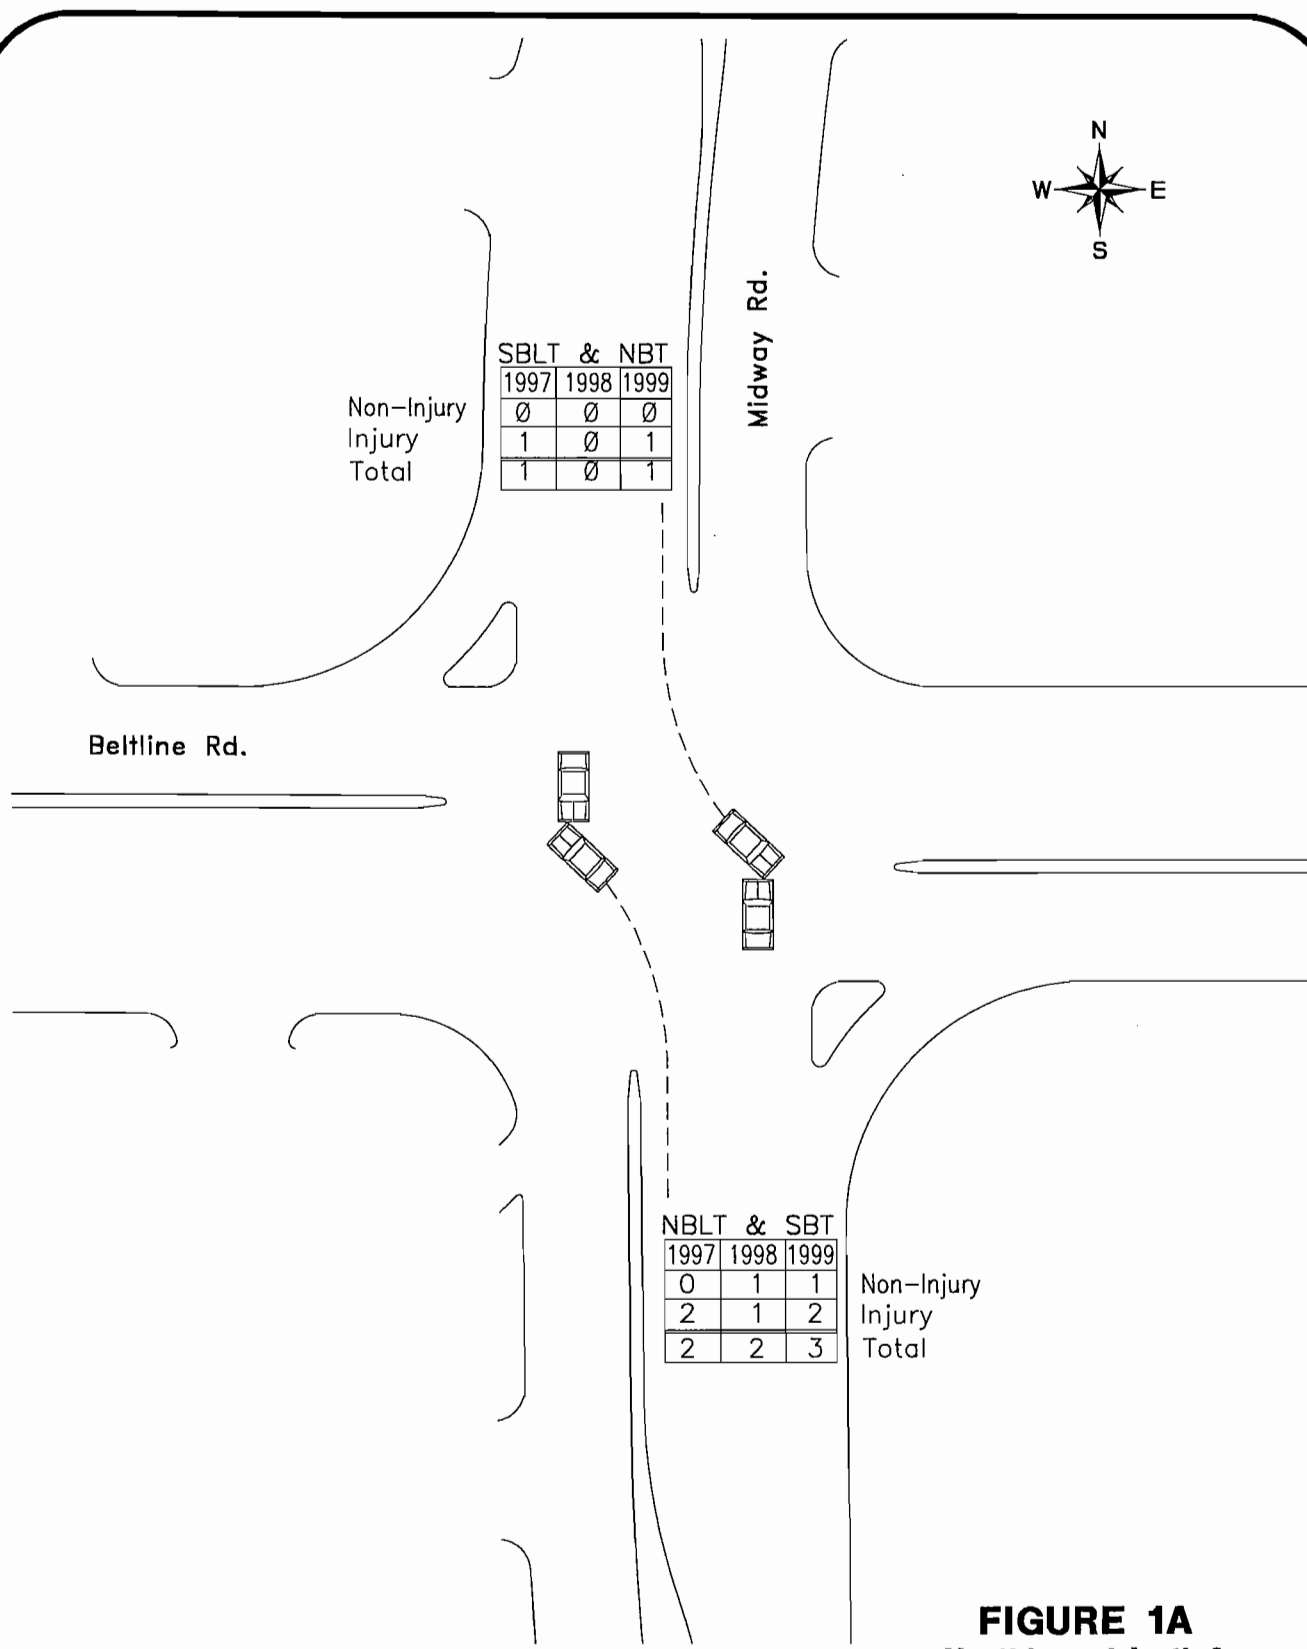 N
W E
S
Midway Rd.
SBLT & NBT
1997 1998 1999
Non-Injury Ø Ø Ø
Injury 1 Ø 1
Total 1 Ø 1
Beltline Rd.
NBLT & SBT
1997 1998 1999
0 1 1 Non-Injury
2 1 2 Injury
2 2 3 Total
FIGURE 1A